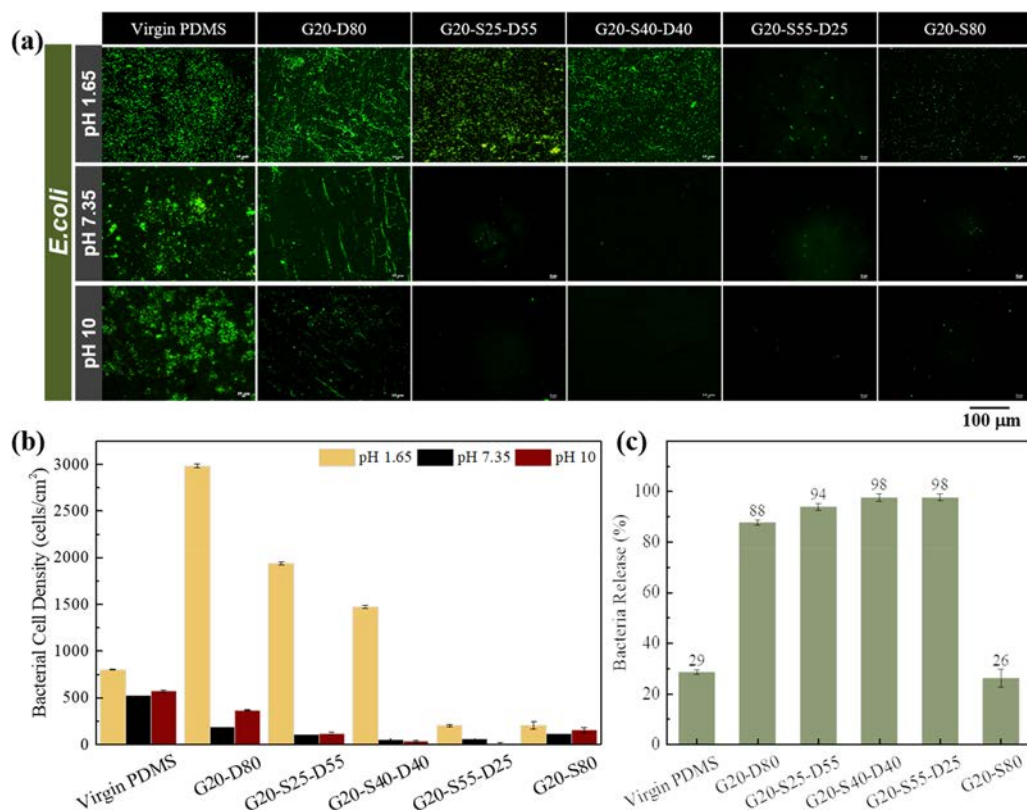 (a)
Virgin PDMS G20-D80 G20-S25-D55 G20-S40-D40 G20-S55-D25 G20-S80
E.coli
pH 1.65
pH 7.35
pH 10
100 μm
(b)
Bacterial Cell Density (cells/cm²)
pH 1.65 pH 7.35 pH 10
3000
2500
2000
1500
1000
500
0
Virgin PDMS G20-D80 G20-S25-D55 G20-S40-D40 G20-S55-D25 G20-S80
(c)
Bacteria Release (%)
100
80
60
40
20
0
29 88 94 98 98 26
Virgin PDMS G20-D80 G20-S25-D55 G20-S40-D40 G20-S55-D25 G20-S80